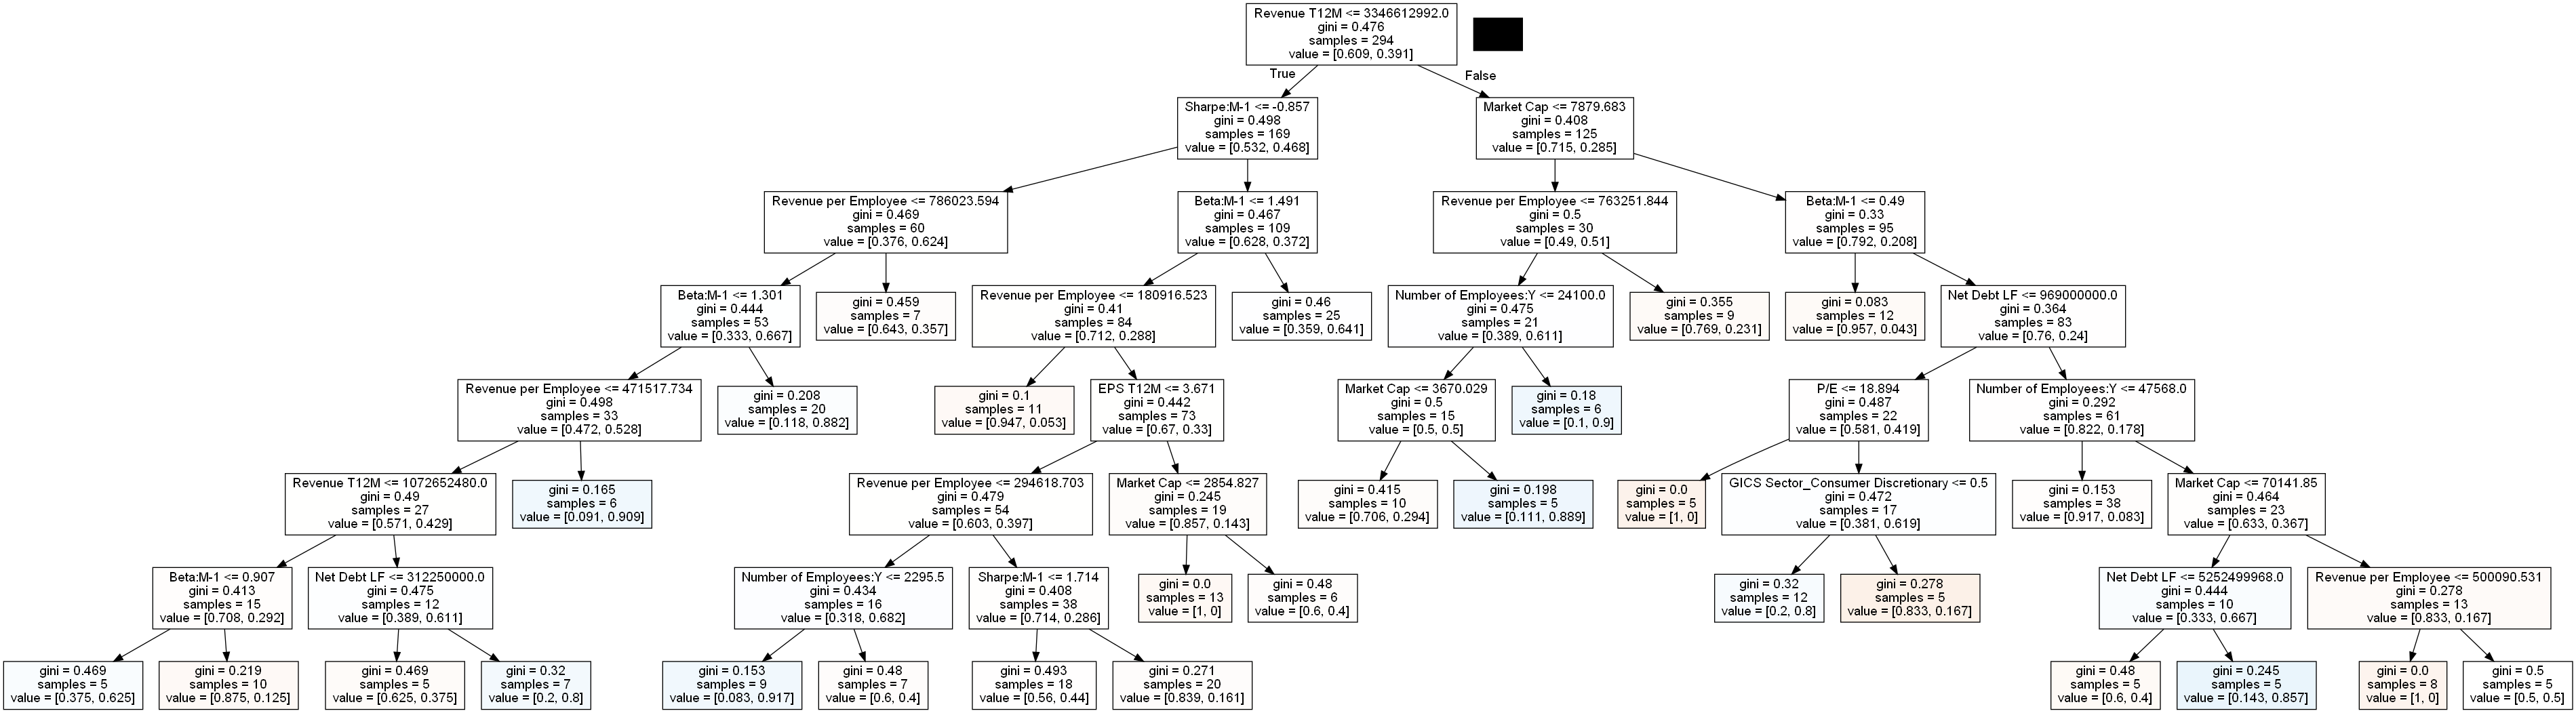 Revenue T12M <= 3346612992.0
gini = 0.476
samples = 294
value = [0.609, 0.391]
True
False
Sharpe:M-1 <= -0.857
gini = 0.498
samples = 169
value = [0.532, 0.468]
Market Cap <= 7879.683
gini = 0.408
samples = 125
value = [0.715, 0.285]
Revenue per Employee <= 786023.594
gini = 0.469
samples = 60
value = [0.376, 0.624]
Beta:M-1 <= 1.491
gini = 0.467
samples = 109
value = [0.628, 0.372]
Revenue per Employee <= 763251.844
gini = 0.5
samples = 30
value = [0.49, 0.51]
Beta:M-1 <= 0.49
gini = 0.33
samples = 95
value = [0.792, 0.208]
Beta:M-1 <= 1.301
gini = 0.444
samples = 53
value = [0.333, 0.667]
gini = 0.459
samples = 7
value = [0.643, 0.357]
Revenue per Employee <= 180916.523
gini = 0.41
samples = 84
value = [0.712, 0.288]
gini = 0.46
samples = 25
value = [0.359, 0.641]
Number of Employees:Y <= 24100.0
gini = 0.475
samples = 21
value = [0.389, 0.611]
gini = 0.355
samples = 9
value = [0.769, 0.231]
gini = 0.083
samples = 12
value = [0.957, 0.043]
Net Debt LF <= 969000000.0
gini = 0.364
samples = 83
value = [0.76, 0.24]
Revenue per Employee <= 471517.734
gini = 0.498
samples = 33
value = [0.472, 0.528]
gini = 0.208
samples = 20
value = [0.118, 0.882]
gini = 0.1
samples = 11
value = [0.947, 0.053]
EPS T12M <= 3.671
gini = 0.442
samples = 73
value = [0.67, 0.33]
Market Cap <= 3670.029
gini = 0.5
samples = 15
value = [0.5, 0.5]
gini = 0.18
samples = 6
value = [0.1, 0.9]
P/E <= 18.894
gini = 0.487
samples = 22
value = [0.581, 0.419]
Number of Employees:Y <= 47568.0
gini = 0.292
samples = 61
value = [0.822, 0.178]
Revenue T12M <= 1072652480.0
gini = 0.49
samples = 27
value = [0.571, 0.429]
gini = 0.165
samples = 6
value = [0.091, 0.909]
Revenue per Employee <= 294618.703
gini = 0.479
samples = 54
value = [0.603, 0.397]
Market Cap <= 2854.827
gini = 0.245
samples = 19
value = [0.857, 0.143]
gini = 0.415
samples = 10
value = [0.706, 0.294]
gini = 0.198
samples = 5
value = [0.111, 0.889]
gini = 0.0
samples = 5
value = [1, 0]
GICS Sector_Consumer Discretionary <= 0.5
gini = 0.472
samples = 17
value = [0.381, 0.619]
gini = 0.153
samples = 38
value = [0.917, 0.083]
Market Cap <= 70141.85
gini = 0.464
samples = 23
value = [0.633, 0.367]
Beta:M-1 <= 0.907
gini = 0.413
samples = 15
value = [0.708, 0.292]
Net Debt LF <= 312250000.0
gini = 0.475
samples = 12
value = [0.389, 0.611]
Number of Employees:Y <= 2295.5
gini = 0.434
samples = 16
value = [0.318, 0.682]
Sharpe:M-1 <= 1.714
gini = 0.408
samples = 38
value = [0.714, 0.286]
gini = 0.0
samples = 13
value = [1, 0]
gini = 0.48
samples = 6
value = [0.6, 0.4]
gini = 0.32
samples = 12
value = [0.2, 0.8]
gini = 0.278
samples = 5
value = [0.833, 0.167]
Net Debt LF <= 5252499968.0
gini = 0.444
samples = 10
value = [0.333, 0.667]
Revenue per Employee <= 500090.531
gini = 0.278
samples = 13
value = [0.833, 0.167]
gini = 0.469
samples = 5
value = [0.375, 0.625]
gini = 0.219
samples = 10
value = [0.875, 0.125]
gini = 0.469
samples = 5
value = [0.625, 0.375]
gini = 0.32
samples = 7
value = [0.2, 0.8]
gini = 0.153
samples = 9
value = [0.083, 0.917]
gini = 0.48
samples = 7
value = [0.6, 0.4]
gini = 0.493
samples = 18
value = [0.56, 0.44]
gini = 0.271
samples = 20
value = [0.839, 0.161]
gini = 0.48
samples = 5
value = [0.6, 0.4]
gini = 0.245
samples = 5
value = [0.143, 0.857]
gini = 0.0
samples = 8
value = [1, 0]
gini = 0.5
samples = 5
value = [0.5, 0.5]